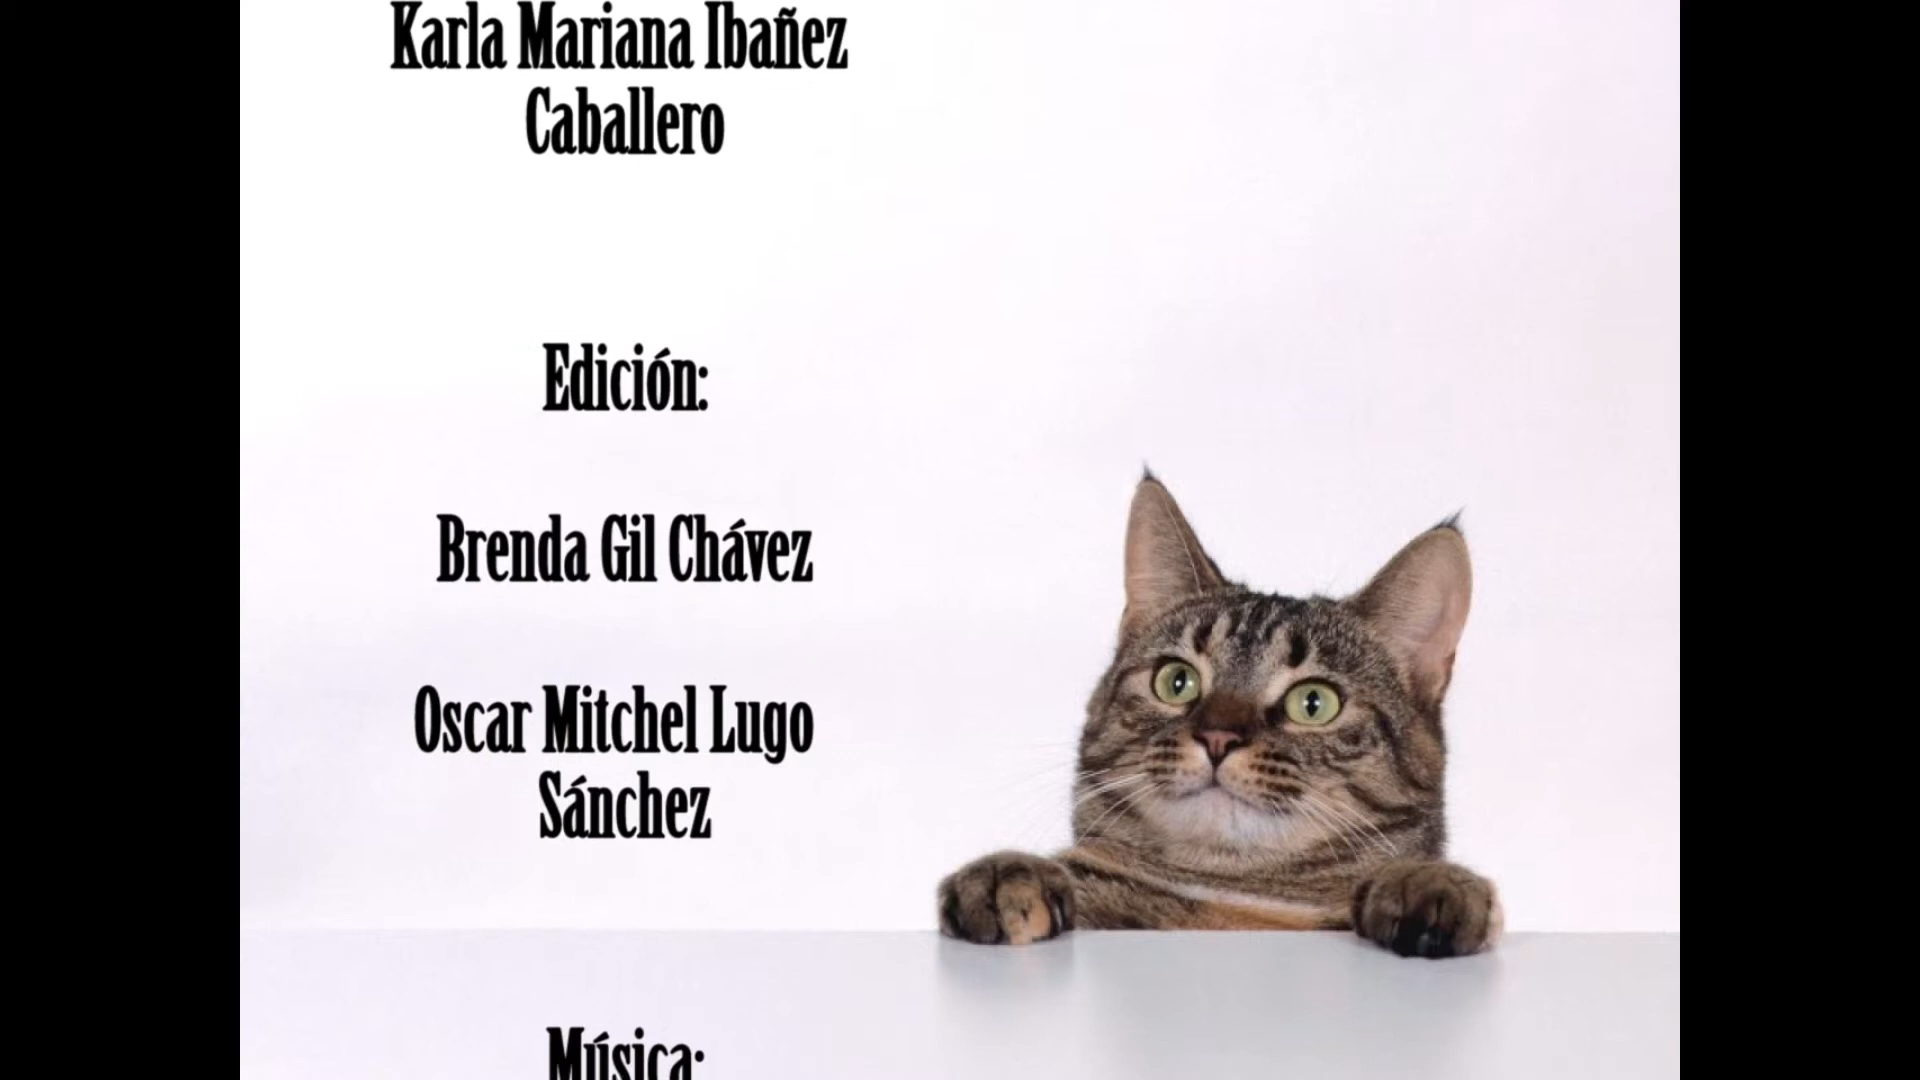 Karla Mariana Ibañez
Caballero
Edición:
Brenda Gil Chávez
Oscar Mitchel Lugo
Sánchez
Música: